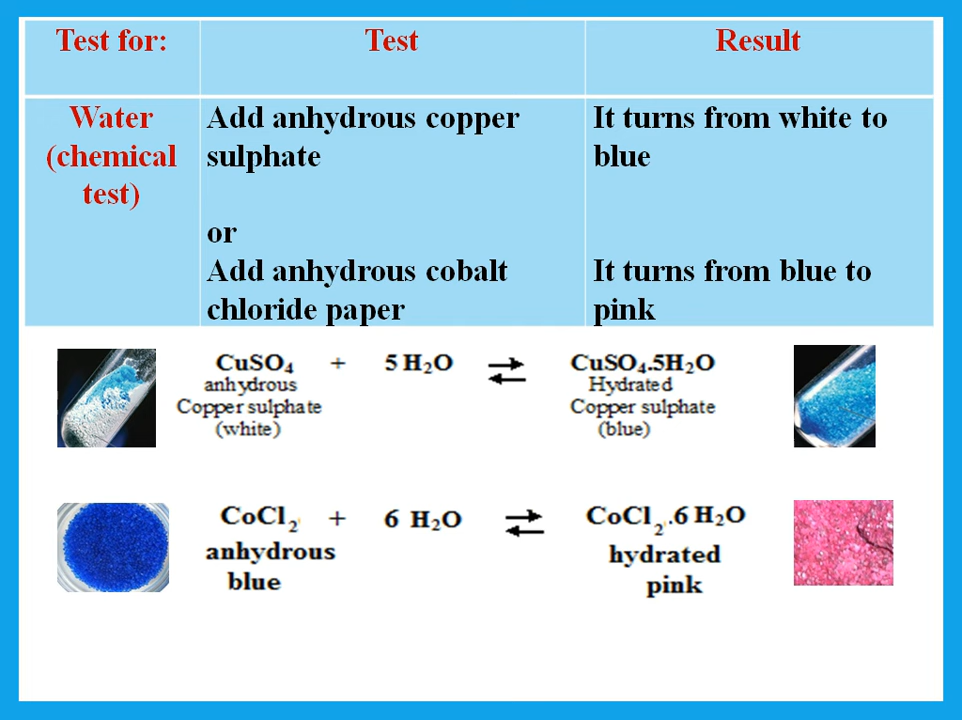 Test for: Test Result
Water (chemical test)
Add anhydrous copper sulphate
It turns from white to blue
or
Add anhydrous cobalt chloride paper
It turns from blue to pink
CuSO₄ + 5 H₂O ⇌ CuSO₄.5H₂O
anhydrous Hydrated
Copper sulphate Copper sulphate
(white) (blue)
CoCl₂ + 6 H₂O ⇌ CoCl₂.6 H₂O
anhydrous hydrated
blue pink